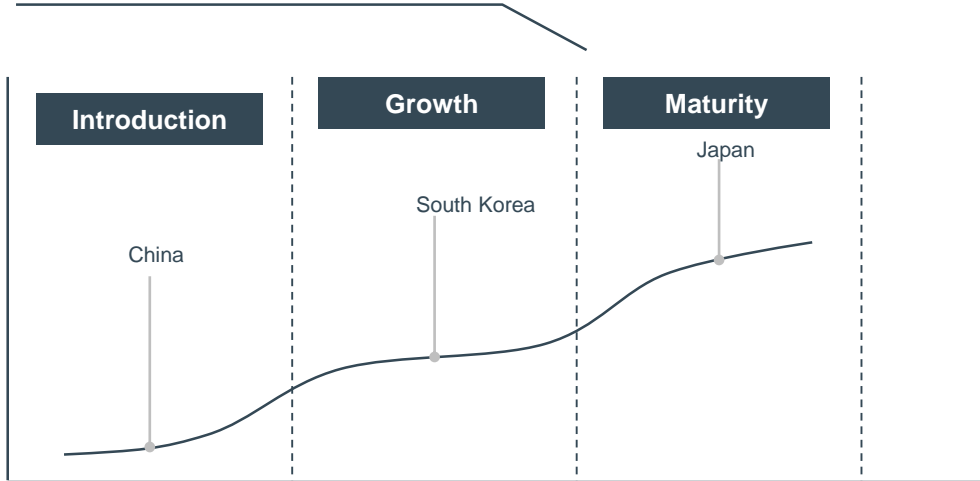 Introduction
Growth
Maturity
Japan
South Korea
China